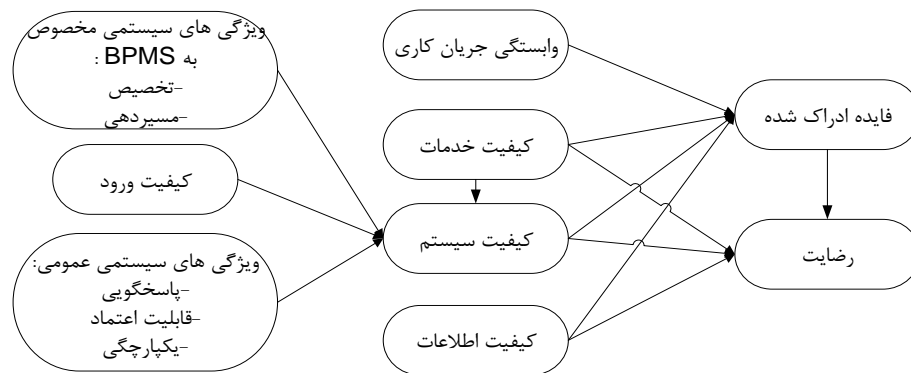 ویژگی های سیستمی مخصوص
به BPMS :
-تخصیص
-مسیردهی
کیفیت ورود
ویژگی های سیستمی عمومی:
-پاسخگویی
-قابلیت اعتماد
-یکپارچگی
وابستگی جریان کاری
کیفیت خدمات
کیفیت سیستم
کیفیت اطلاعات
فایده ادراک شده
رضایت